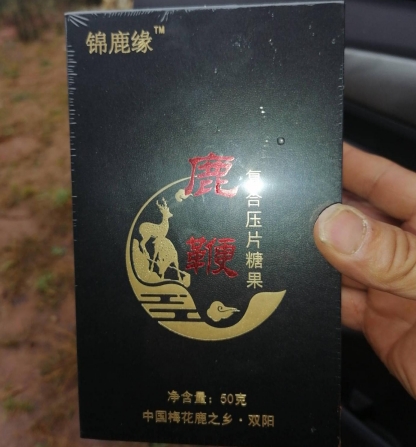 锦鹿缘™
鹿鞭
复合压片糖果
净含量：50克
中国梅花鹿之乡·双阳